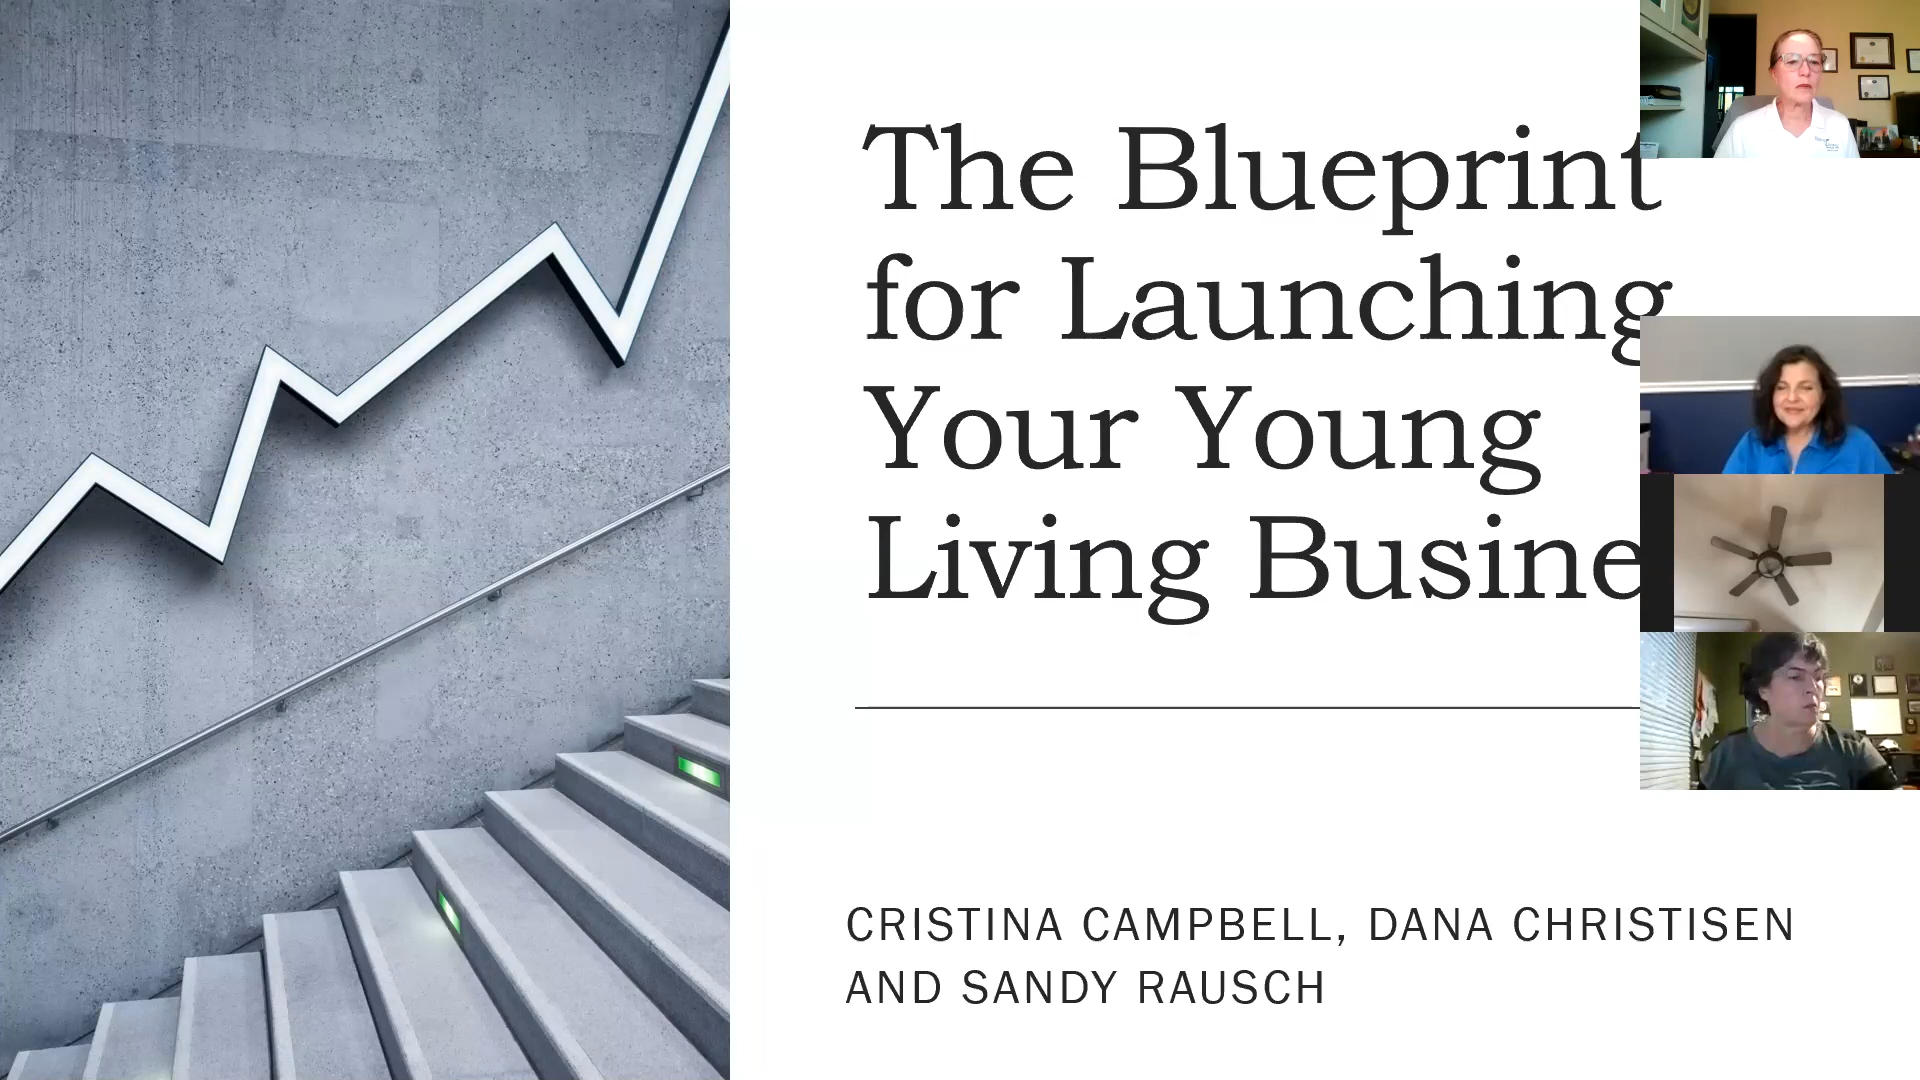 The Blueprint
for Launching
Your Young
Living Busine
CRISTINA CAMPBELL, DANA CHRISTISEN
AND SANDY RAUSCH